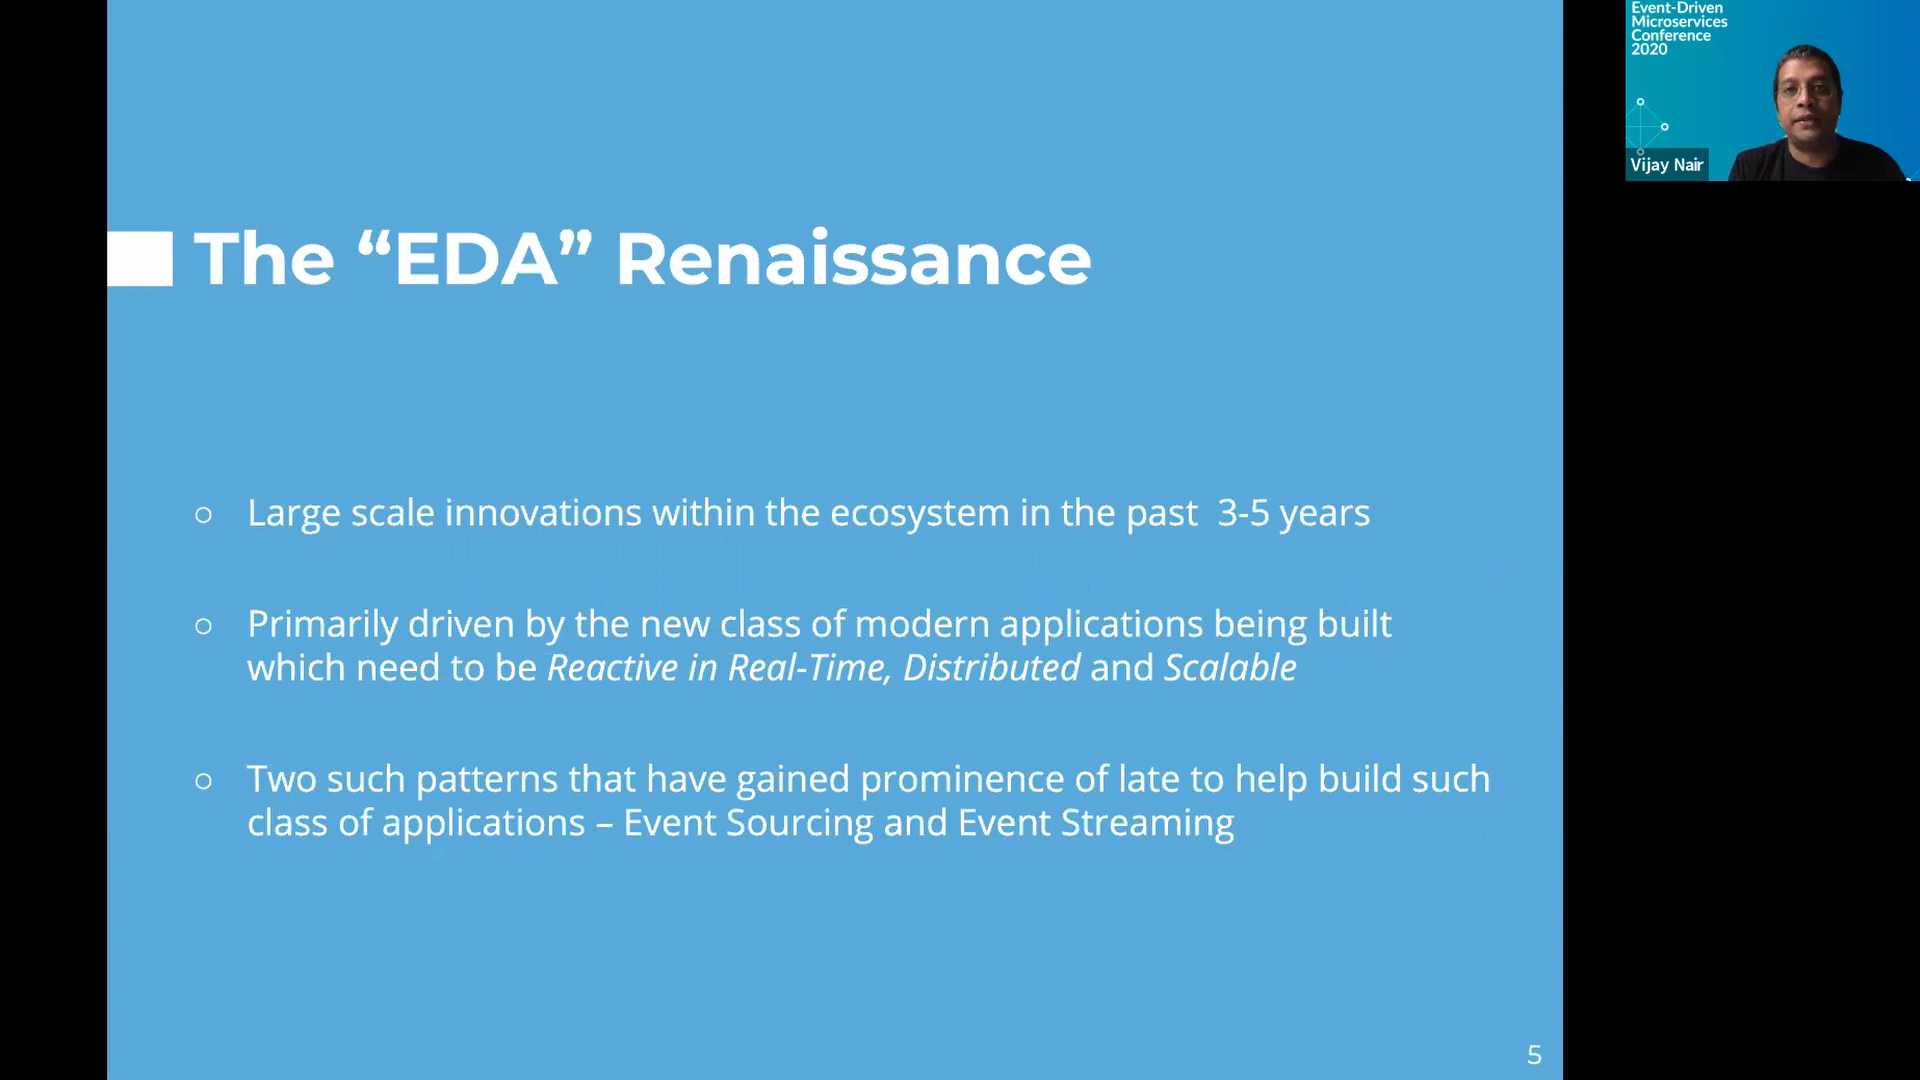 The “EDA” Renaissance
○ Large scale innovations within the ecosystem in the past  3-5 years
○ Primarily driven by the new class of modern applications being built
which need to be Reactive in Real-Time, Distributed and Scalable
○ Two such patterns that have gained prominence of late to help build such
class of applications – Event Sourcing and Event Streaming
5
Event-Driven
Microservices
Conference
2020
Vijay Nair